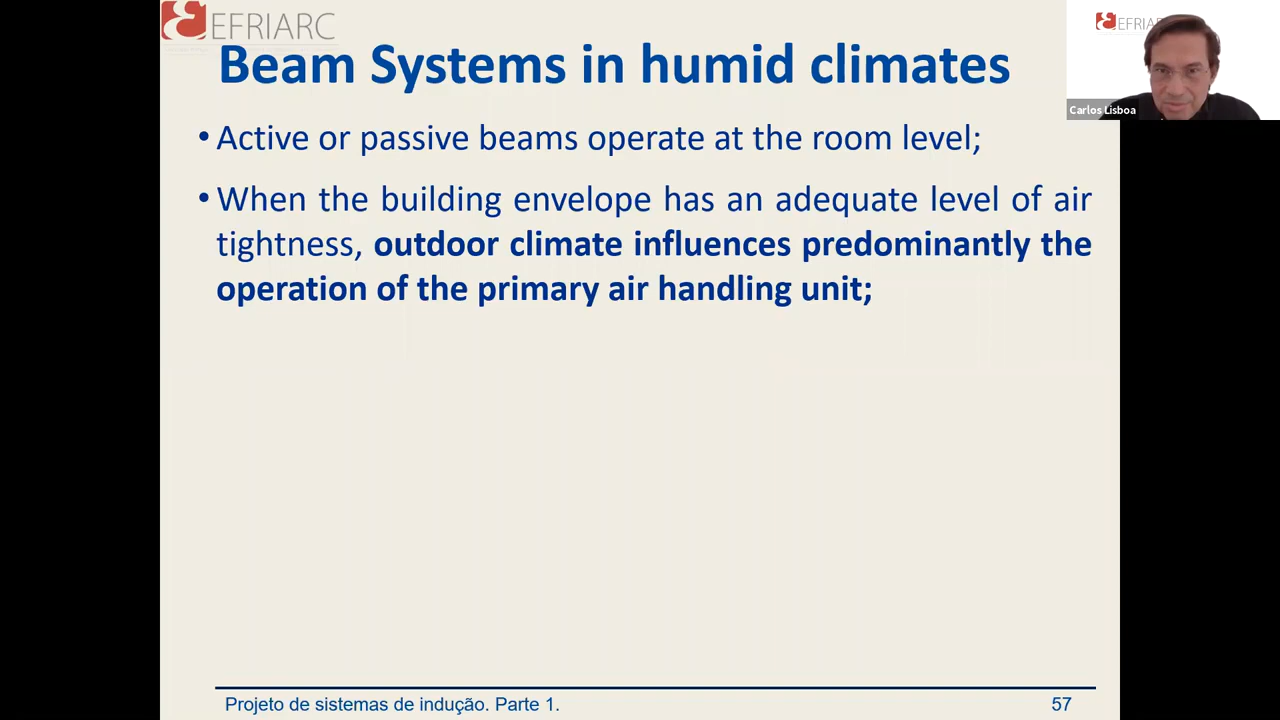 EFRIARC
Beam Systems in humid climates
EFRIARC
Carlos Lisboa
• Active or passive beams operate at the room level;
• When the building envelope has an adequate level of air
tightness, outdoor climate influences predominantly the
operation of the primary air handling unit;
Projeto de sistemas de indução. Parte 1.
57